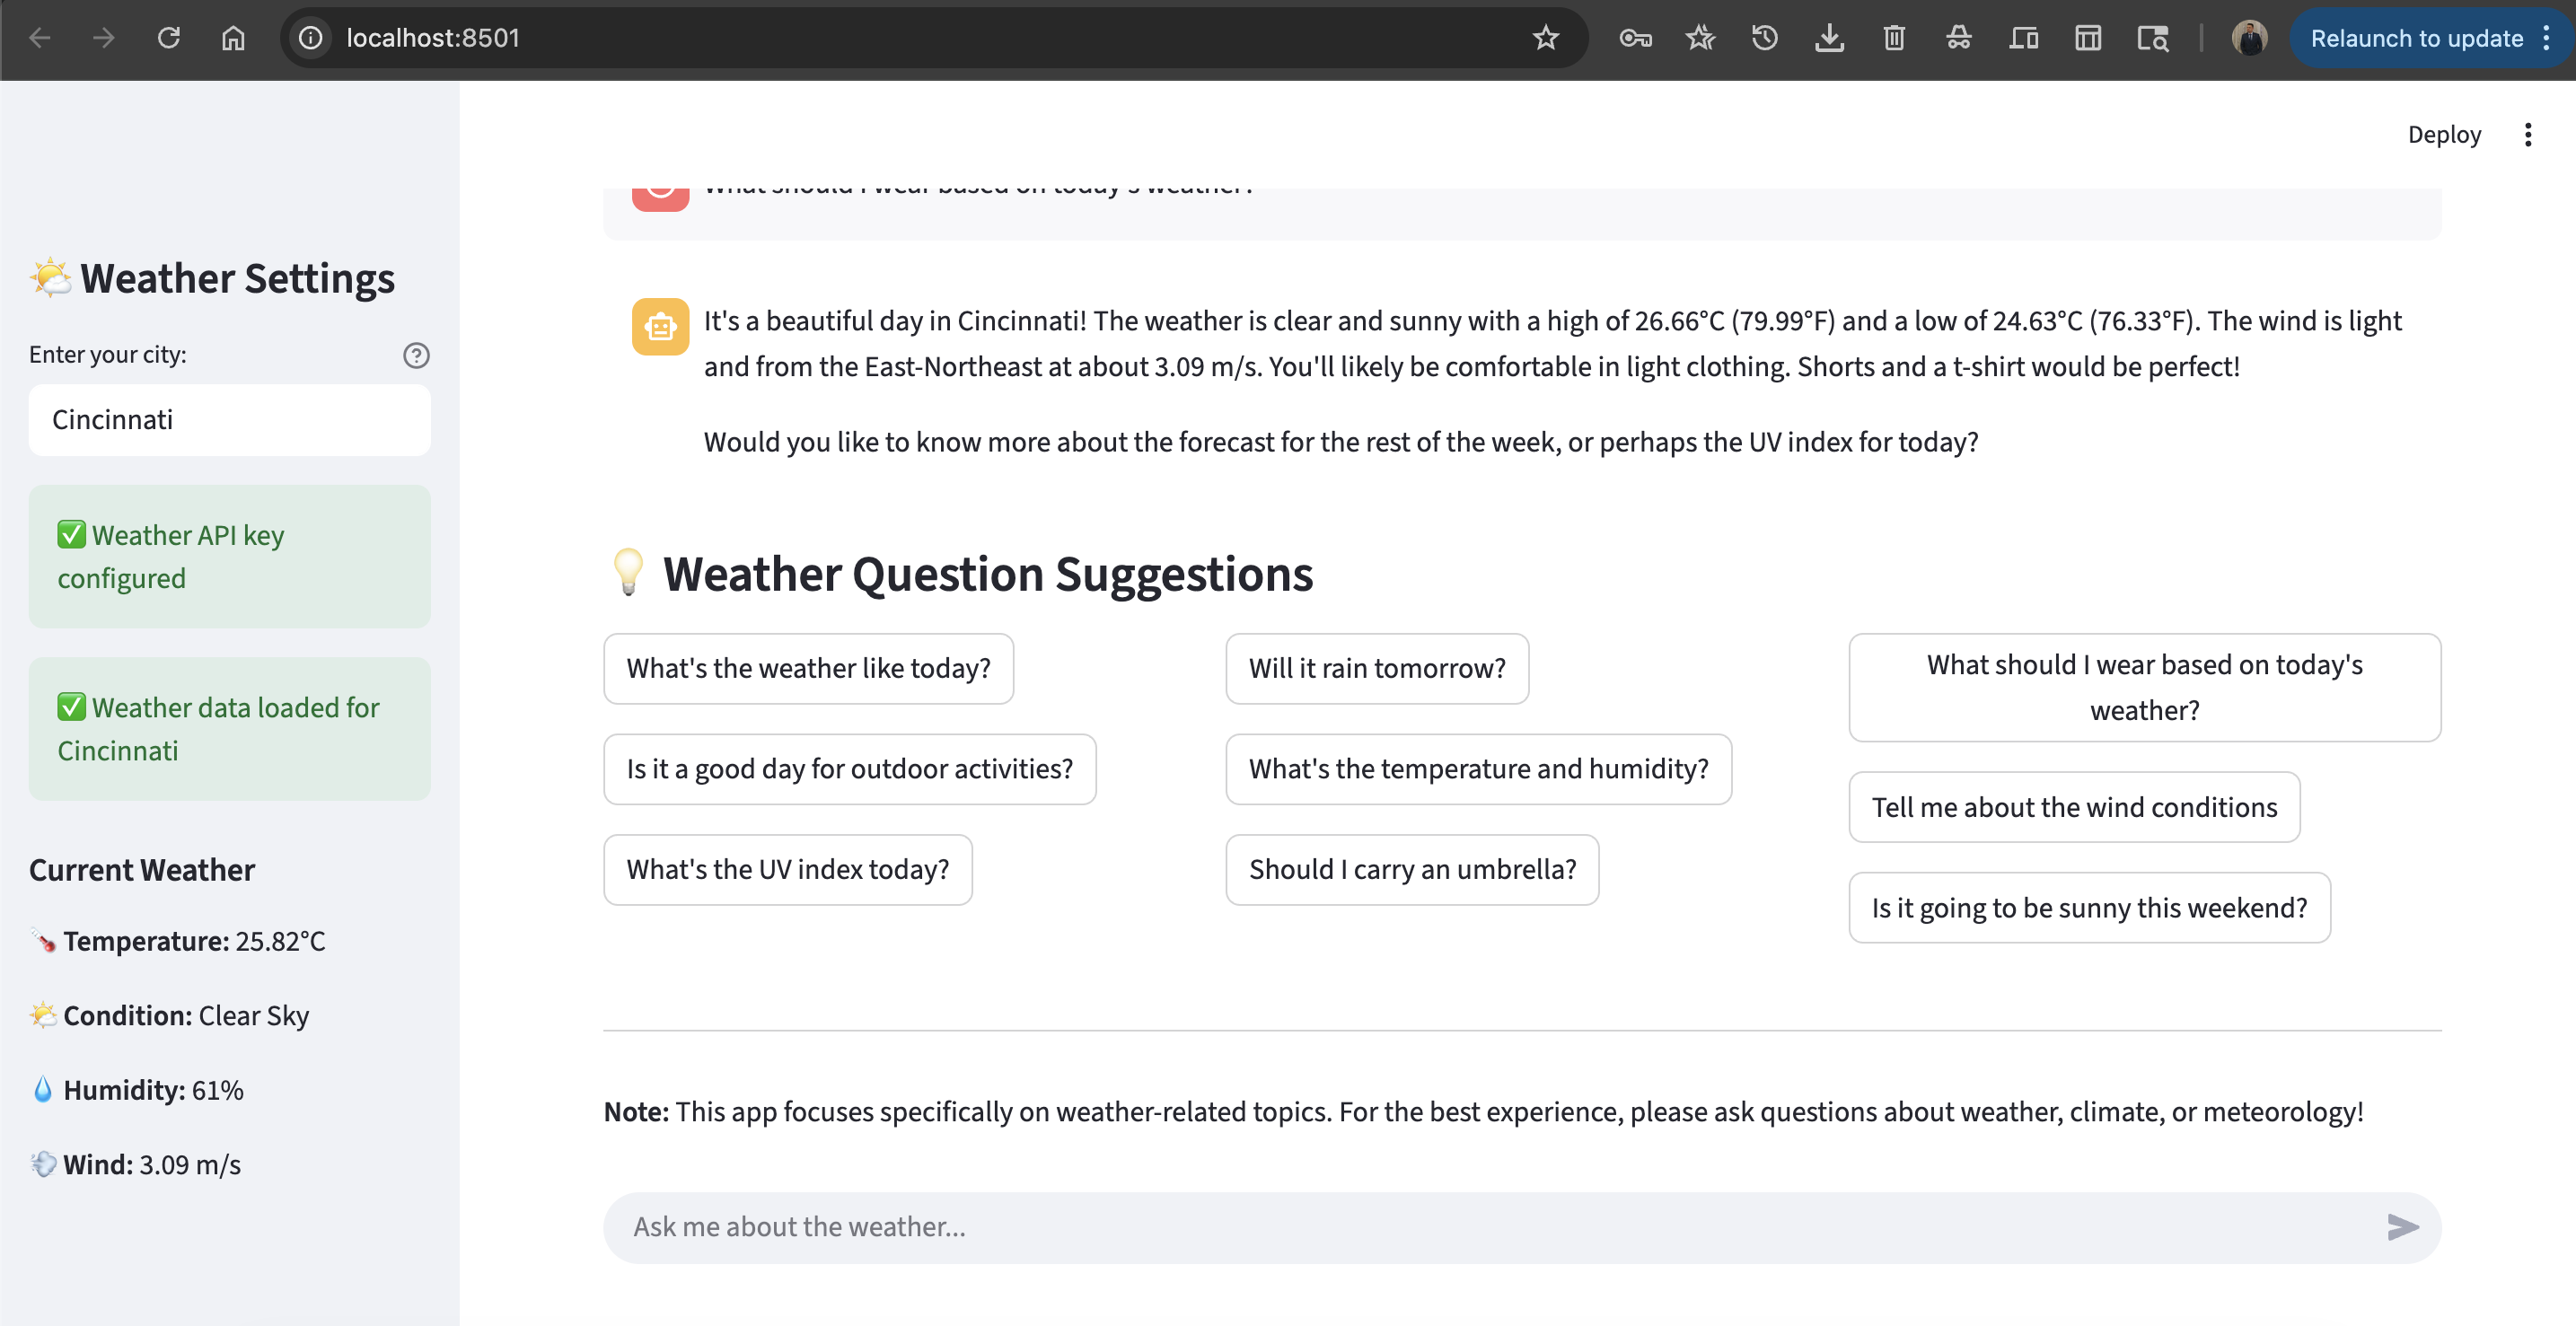 localhost:8501
Relaunch to update
Deploy
What should I wear based on today's weather?
Weather Settings
Enter your city:
Cincinnati
✅ Weather API key
configured
✅ Weather data loaded for
Cincinnati
Current Weather
🌡️ Temperature: 25.82°C
🌤️ Condition: Clear Sky
💧 Humidity: 61%
💨 Wind: 3.09 m/s
It's a beautiful day in Cincinnati! The weather is clear and sunny with a high of 26.66°C (79.99°F) and a low of 24.63°C (76.33°F). The wind is light
and from the East-Northeast at about 3.09 m/s. You'll likely be comfortable in light clothing. Shorts and a t-shirt would be perfect!
Would you like to know more about the forecast for the rest of the week, or perhaps the UV index for today?
💡 Weather Question Suggestions
What's the weather like today?
Will it rain tomorrow?
What should I wear based on today's
weather?
Is it a good day for outdoor activities?
What's the temperature and humidity?
Tell me about the wind conditions
What's the UV index today?
Should I carry an umbrella?
Is it going to be sunny this weekend?
Note: This app focuses specifically on weather-related topics. For the best experience, please ask questions about weather, climate, or meteorology!
Ask me about the weather...